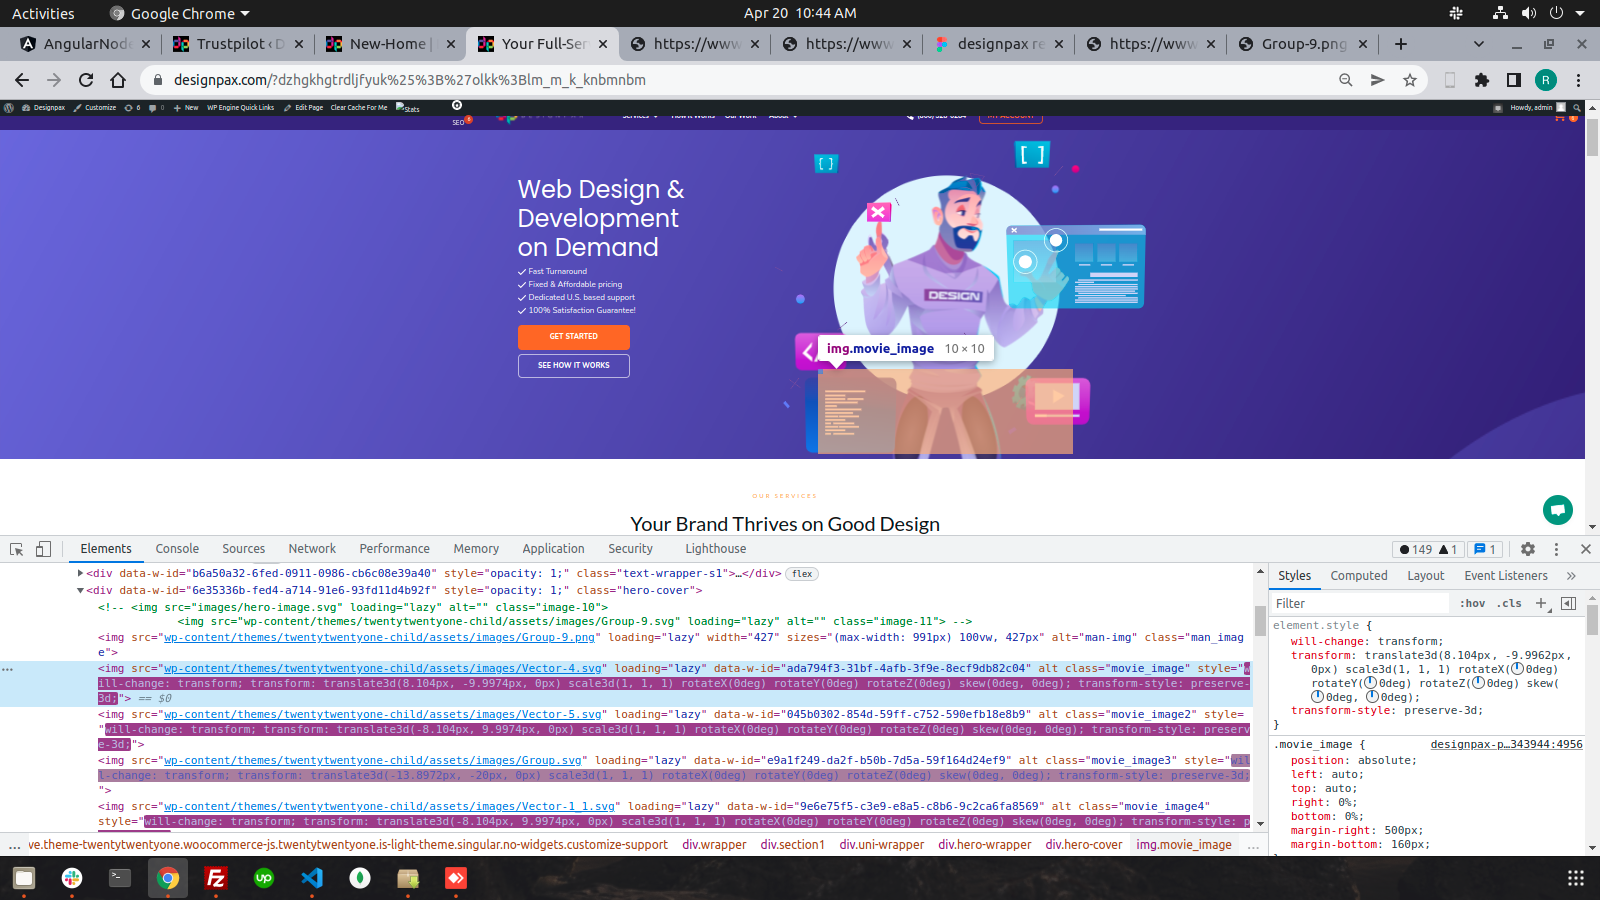 Activities
Google Chrome
Apr 20 10:44 AM
AngularNode
Trustpilot ‹ D
New-Home |
Your Full-Ser
https://www
https://www
designpax re
https://www
Group-9.png
designpax.com/?dzhgkhgtrdljfyuk%25%3B%27olkk%3Blm_m_k_knbmnbm
R
Designpax
Customize
6
0
New
WP Engine Quick Links
Edit Page
Clear Cache For Me
Stats
SEO
Howdy, admin
Web Design &
Development
on Demand
Fast Turnaround
Fixed & Affordable pricing
Dedicated U.S. based support
100% Satisfaction Guarantee!
GET STARTED
SEE HOW IT WORKS
[ ]
[ ]
DESIGN
img.movie_image 10 × 10
OUR SERVICES
Your Brand Thrives on Good Design
Elements
Console
Sources
Network
Performance
Memory
Application
Security
Lighthouse
149
1
1
<div data-w-id="b6a50a32-6fed-0911-0986-cb6c08e39a40" style="opacity: 1;" class="text-wrapper-s1">…</div> flex
<div data-w-id="6e35336b-fed4-a714-91e6-93fd11d4b92f" style="opacity: 1;" class="hero-cover">
<!-- <img src="images/hero-image.svg" loading="lazy" alt="" class="image-10">
<img src="wp-content/themes/twentytwentyone-child/assets/images/Group-9.svg" loading="lazy" alt="" class="image-11"> -->
<img src="wp-content/themes/twentytwentyone-child/assets/images/Group-9.png" loading="lazy" width="427" sizes="(max-width: 991px) 100vw, 427px" alt="man-img" class="man_imag
e">
<img src="wp-content/themes/twentytwentyone-child/assets/images/Vector-4.svg" loading="lazy" data-w-id="ada794f3-31bf-4afb-3f9e-8ecf9db82c04" alt class="movie_image" style="w
ill-change: transform; transform: translate3d(8.104px, -9.9974px, 0px) scale3d(1, 1, 1) rotateX(0deg) rotateY(0deg) rotateZ(0deg) skew(0deg, 0deg); transform-style: preserve-
3d;"> == $0
<img src="wp-content/themes/twentytwentyone-child/assets/images/Vector-5.svg" loading="lazy" data-w-id="045b0302-854d-59ff-c752-590efb18e8b9" alt class="movie_image2" style=
"will-change: transform; transform: translate3d(-8.104px, 9.9974px, 0px) scale3d(1, 1, 1) rotateX(0deg) rotateY(0deg) rotateZ(0deg) skew(0deg, 0deg); transform-style: preserv
e-3d;">
<img src="wp-content/themes/twentytwentyone-child/assets/images/Group.svg" loading="lazy" data-w-id="e9a1f249-da2f-b50b-7d5a-59f164d24ef9" alt class="movie_image3" style="wil
l-change: transform; transform: translate3d(-13.8972px, -20px, 0px) scale3d(1, 1, 1) rotateX(0deg) rotateY(0deg) rotateZ(0deg) skew(0deg, 0deg); transform-style: preserve-3d;
">
<img src="wp-content/themes/twentytwentyone-child/assets/images/Vector-1_1.svg" loading="lazy" data-w-id="9e6e75f5-c3e9-e8a5-c8b6-9c2ca6fa8569" alt class="movie_image4"
style="will-change: transform; transform: translate3d(-8.104px, 9.9974px, 0px) scale3d(1, 1, 1) rotateX(0deg) rotateY(0deg) rotateZ(0deg) skew(0deg, 0deg); transform-style: p
... ve.theme-twentytwentyone.woocommerce-js.twentytwentyone.is-light-theme.singular.no-widgets.customize-support div.wrapper div.section1 div.uni-wrapper div.hero-wrapper div.hero-cover img.movie_image ...
Styles
Computed
Layout
Event Listeners
Filter
:hov
.cls
element.style {
will-change: transform;
transform: translate3d(8.104px, -9.9962px,
0px) scale3d(1, 1, 1) rotateX(0deg)
rotateY(0deg) rotateZ(0deg) skew(
0deg, 0deg);
transform-style: preserve-3d;
}
.movie_image { designpax-p…343944:4956
position: absolute;
left: auto;
top: auto;
right: 0%;
bottom: 0%;
margin-right: 500px;
margin-bottom: 160px;